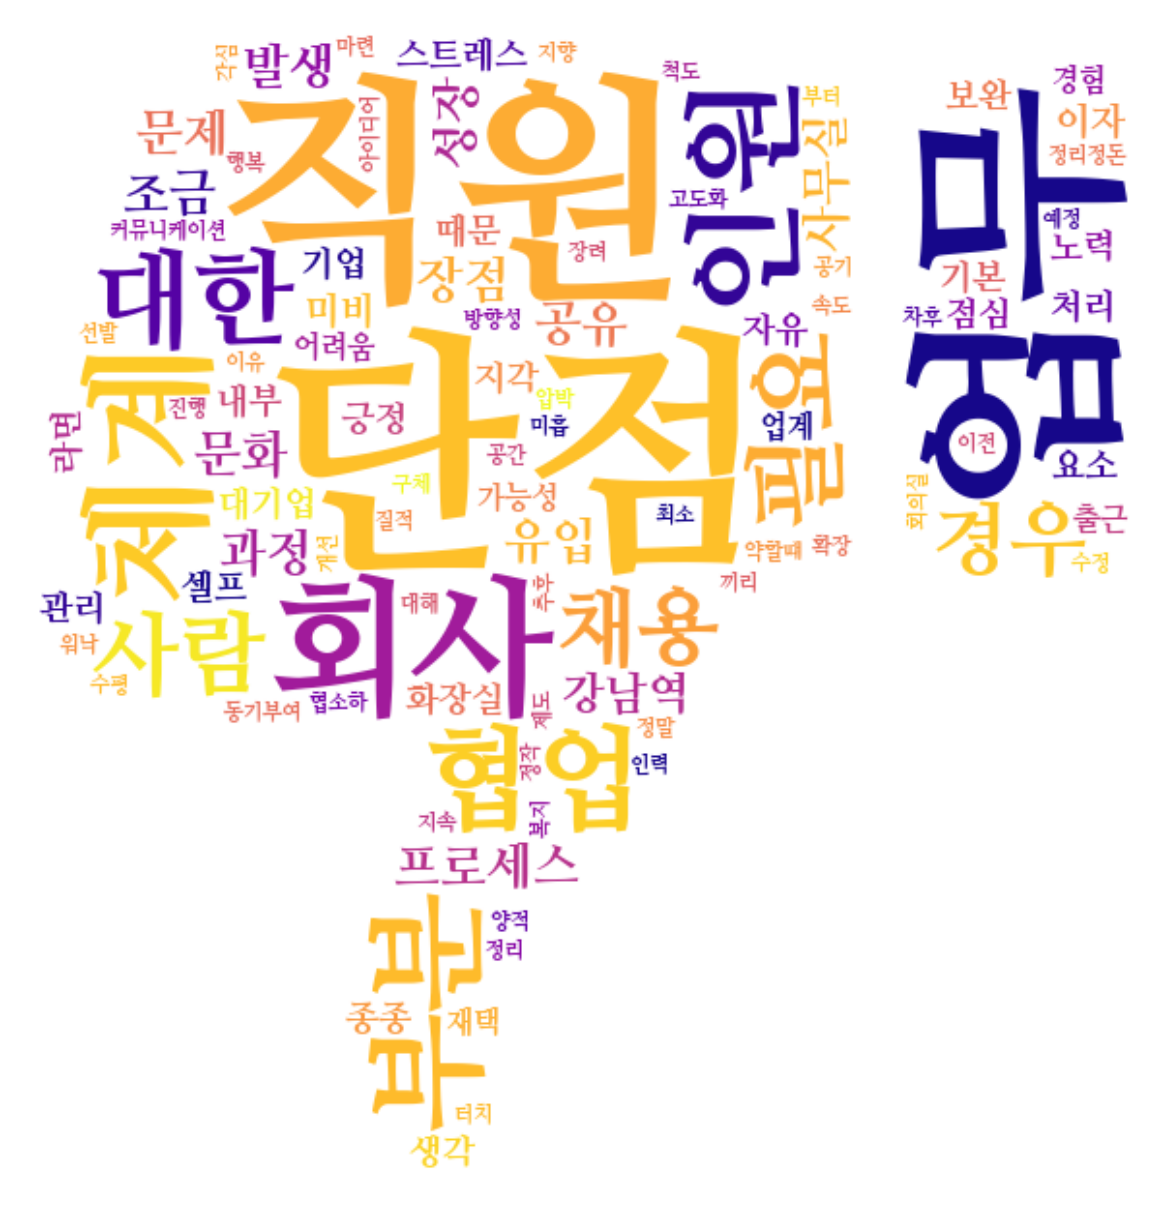 각심
발생
마련
스트레스
지향
척도
직원
문제
행복
아이디어
성장
인원
부터
사무실
보완
경험
이자
정리정돈
업무
조금
커뮤니케이션
고도화
예정
노력
대한
기업
때문
장려
공기
기본
장점
미비
방향성
공유
속도
자유
차후
점심
처리
선발
어려움
이유
체계
단점
필요
지각
압박
미흡
업계
이전
요소
라면
진행
내부
긍정
문화
공간
구체
가능성
대기업
질적
최소
회의실
경우
출근
수정
과정
개선
유입
약할때
확장
끼리
관리
셀프
사람
회사
대해
추후
채용
워낙
수평
동기부여
협소하
화장실
제도
강남역
정말
협업
정작
인력
지속
복지
프로세스
부분
양적
정리
종종
재택
터치
생각